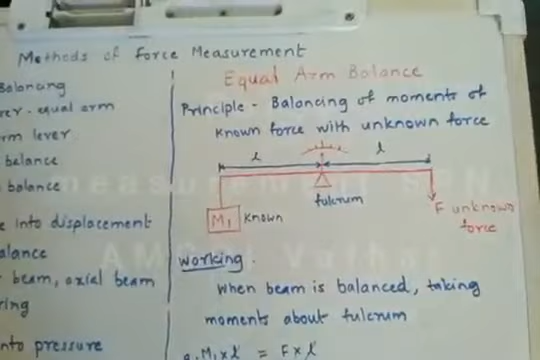 Methods of Force Measurement
Balancing
ver - equal arm
rm lever
balance
balance
e into displacement
alance
beam, axial beam
ring
nto pressure
Equal Arm Balance
Principle - Balancing of moments of
known force with unknown force
l l
M1 known
fulcrum
F unknown
force
Working.
When beam is balanced, taking
moments about fulcrum
g.M1 x l = F x l